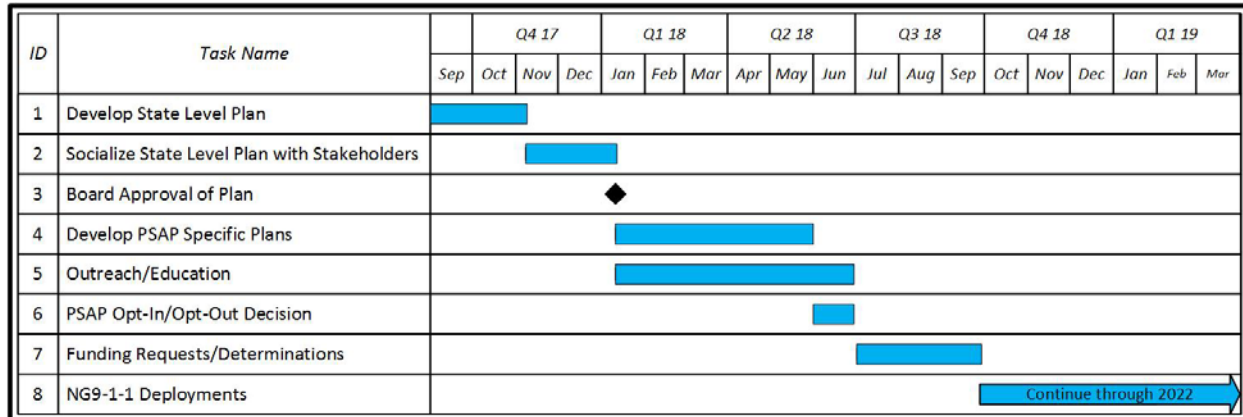 ID Task Name Q4 17 Q1 18 Q2 18 Q3 18 Q4 18 Q1 19
Sep Oct Nov Dec Jan Feb Mar Apr May Jun Jul Aug Sep Oct Nov Dec Jan Feb Mar
1 Develop State Level Plan
2 Socialize State Level Plan with Stakeholders
3 Board Approval of Plan
4 Develop PSAP Specific Plans
5 Outreach/Education
6 PSAP Opt-In/Opt-Out Decision
7 Funding Requests/Determinations
8 NG9-1-1 Deployments Continue through 2022